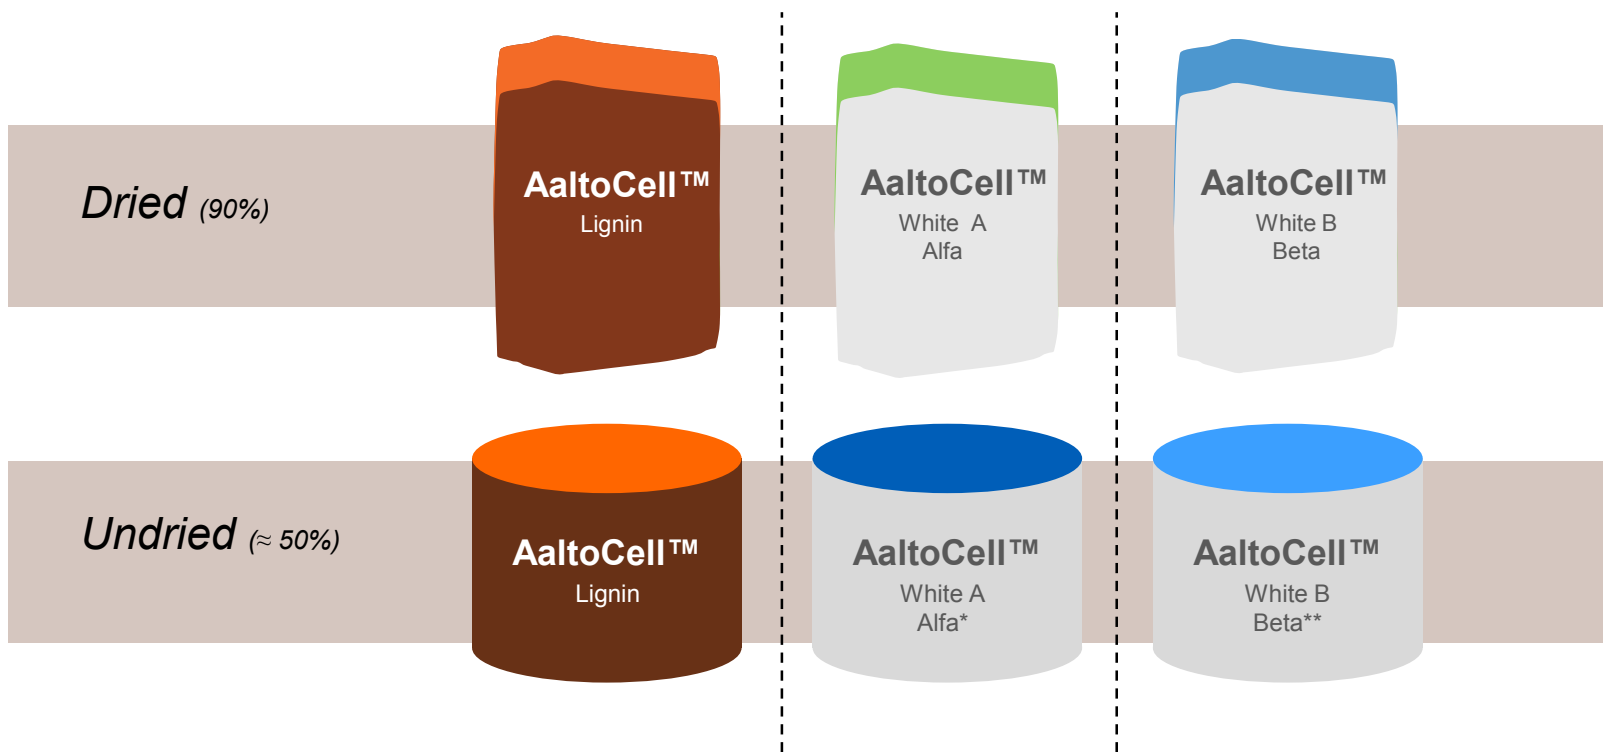 Dried (90%)
AaltoCell™
Lignin
AaltoCell™
White A
Alfa
AaltoCell™
White B
Beta
Undried (≈ 50%)
AaltoCell™
Lignin
AaltoCell™
White A
Alfa*
AaltoCell™
White B
Beta**